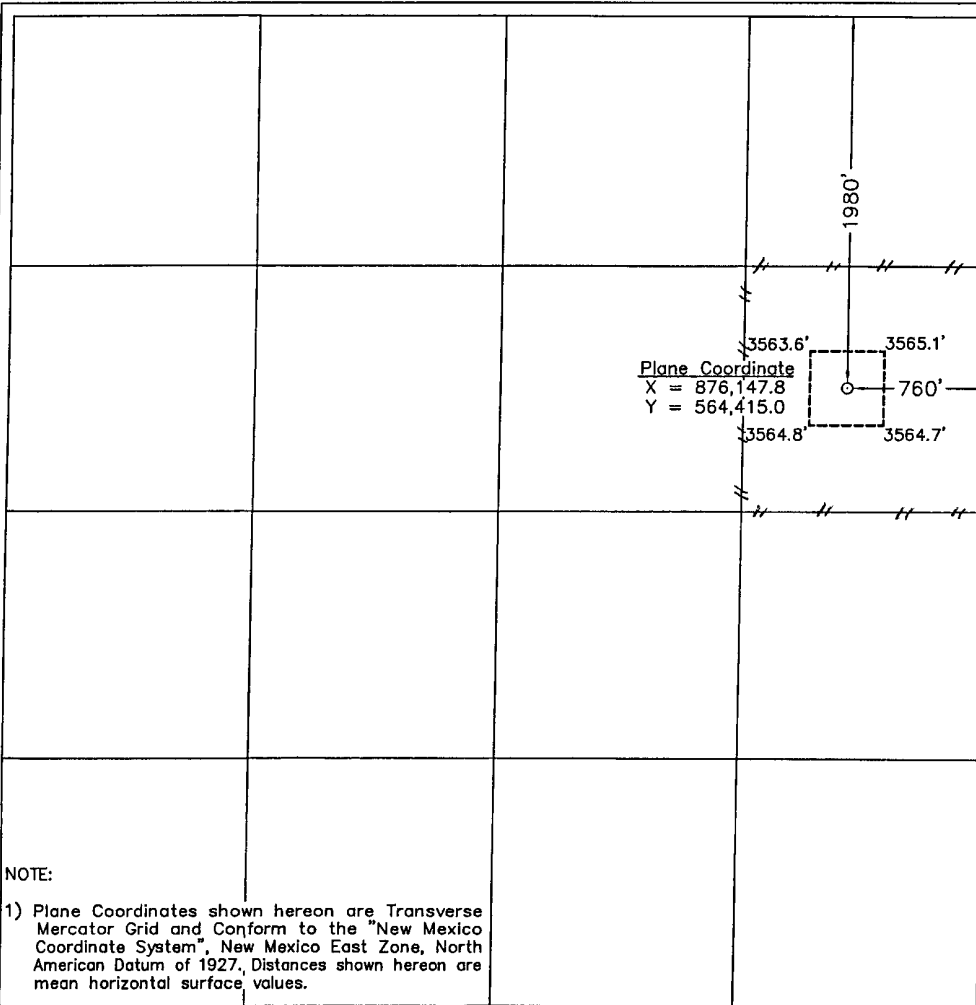 1980'
3563.6' 3565.1'
Plane Coordinate
X = 876,147.8
Y = 564,415.0
760'
3564.8' 3564.7'
NOTE:
1) Plane Coordinates shown hereon are Transverse
Mercator Grid and Conform to the "New Mexico
Coordinate System", New Mexico East Zone, North
American Datum of 1927. Distances shown hereon are
mean horizontal surface values.